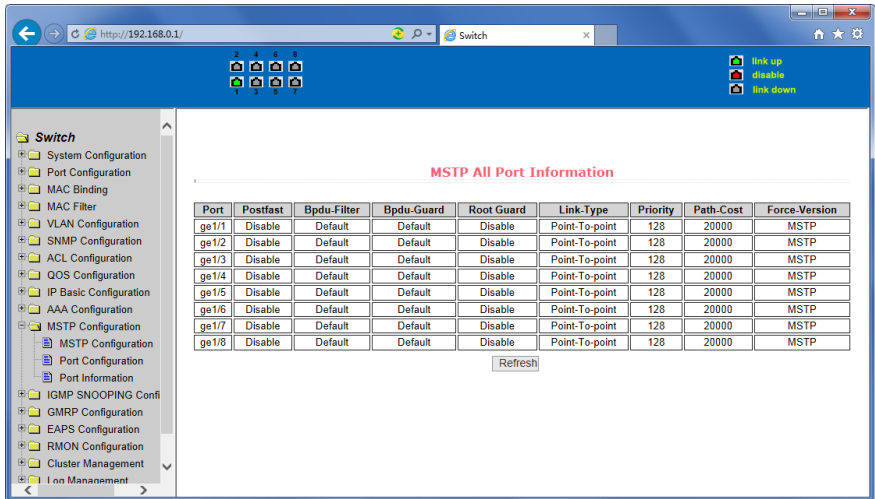 http://192.168.0.1/
Switch
2 4 6 8
1 3 5 7
link up
disable
link down
Switch
System Configuration
Port Configuration
MAC Binding
MAC Filter
VLAN Configuration
SNMP Configuration
ACL Configuration
QOS Configuration
IP Basic Configuration
AAA Configuration
MSTP Configuration
MSTP Configuration
Port Configuration
Port Information
IGMP SNOOPING Confi
GMRP Configuration
EAPS Configuration
RMON Configuration
Cluster Management
Log Management
MSTP All Port Information
Port Postfast Bpdu-Filter Bpdu-Guard Root Guard Link-Type Priority Path-Cost Force-Version
ge1/1 Disable Default Default Disable Point-To-point 128 20000 MSTP
ge1/2 Disable Default Default Disable Point-To-point 128 20000 MSTP
ge1/3 Disable Default Default Disable Point-To-point 128 20000 MSTP
ge1/4 Disable Default Default Disable Point-To-point 128 20000 MSTP
ge1/5 Disable Default Default Disable Point-To-point 128 20000 MSTP
ge1/6 Disable Default Default Disable Point-To-point 128 20000 MSTP
ge1/7 Disable Default Default Disable Point-To-point 128 20000 MSTP
ge1/8 Disable Default Default Disable Point-To-point 128 20000 MSTP
Refresh